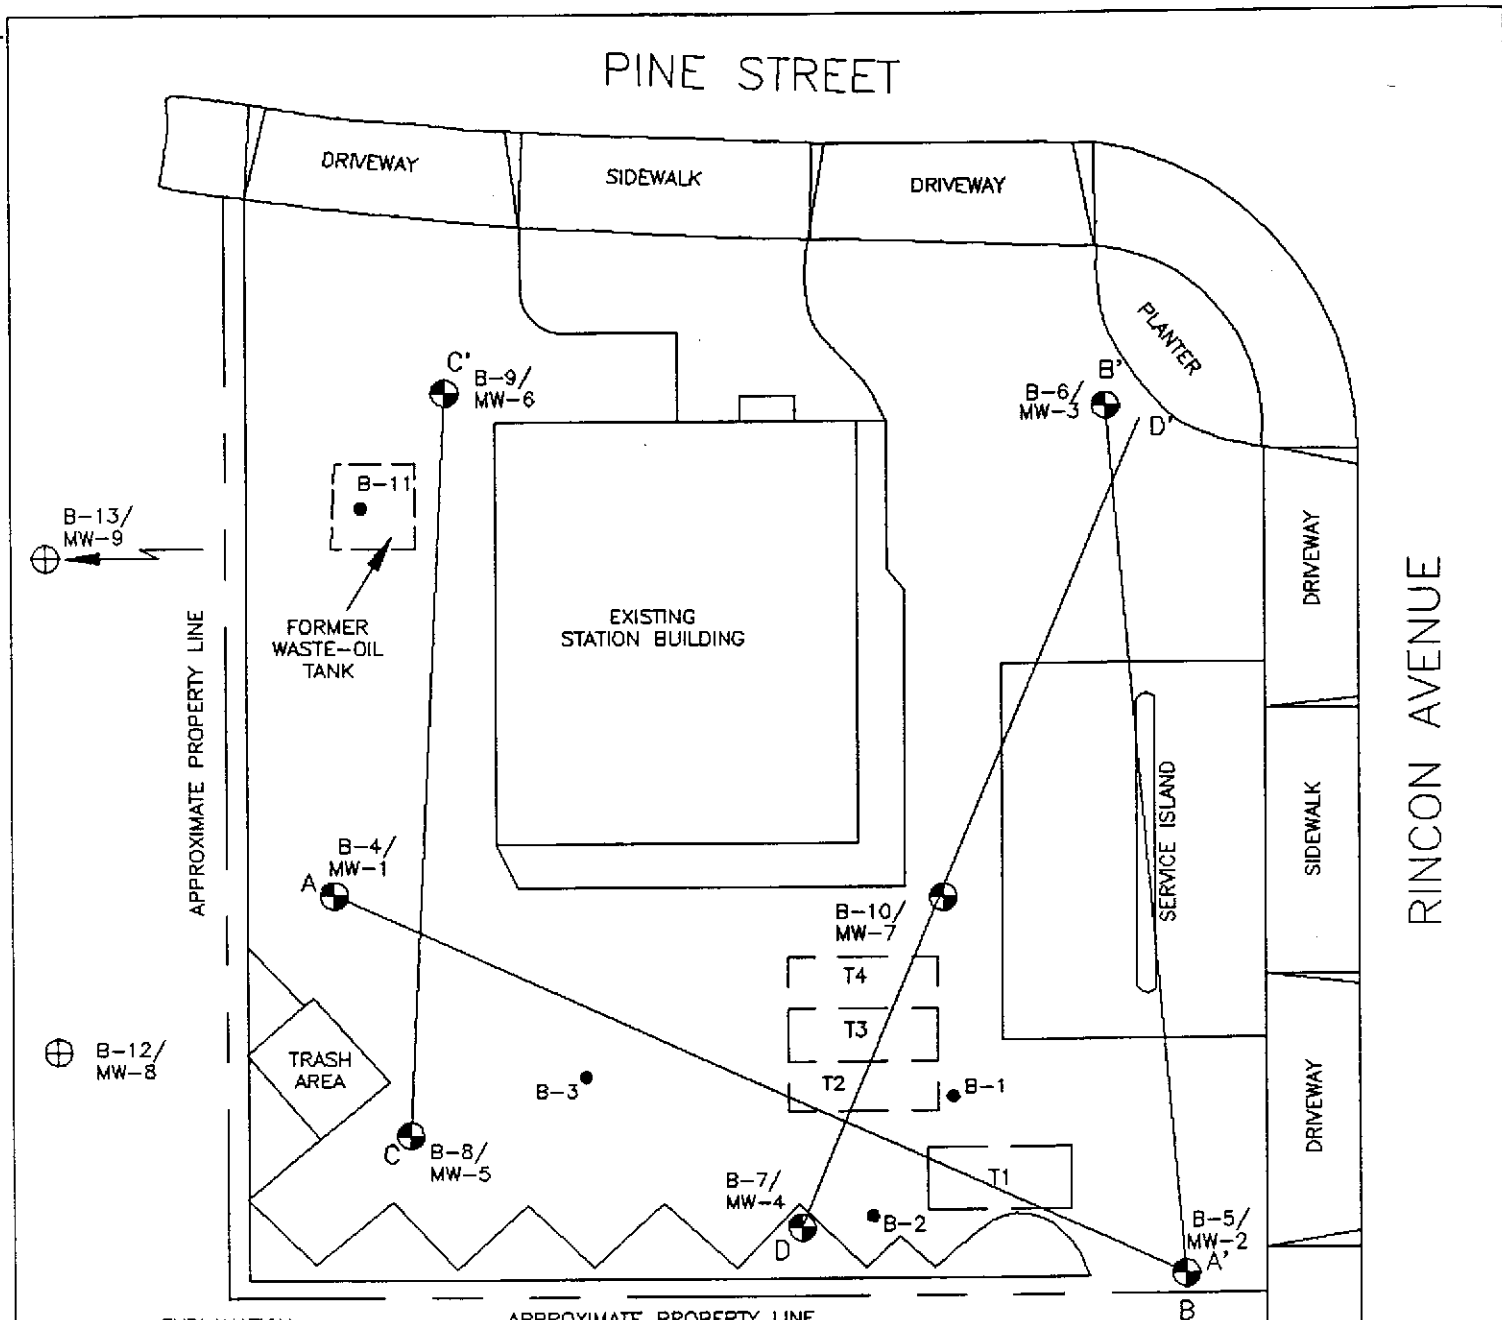 PINE STREET
DRIVEWAY
SIDEWALK
DRIVEWAY
PLANTER
C'
B-9/
MW-6
B'
B-6/
MW-3
D'
B-11
B-13/
MW-9
FORMER
WASTE-OIL
TANK
EXISTING
STATION BUILDING
DRIVEWAY
RINCON AVENUE
APPROXIMATE PROPERTY LINE
SERVICE ISLAND
SIDEWALK
B-4/
MW-1
A
B-10/
MW-7
T4
T3
T2
B-1
B-3
TRASH
AREA
B-12/
MW-8
DRIVEWAY
C
B-8/
MW-5
T1
B-7/
MW-4
B-2
D
B-5/
MW-2
A'
B
EXPLANATION
APPROXIMATE PROPERTY LINE